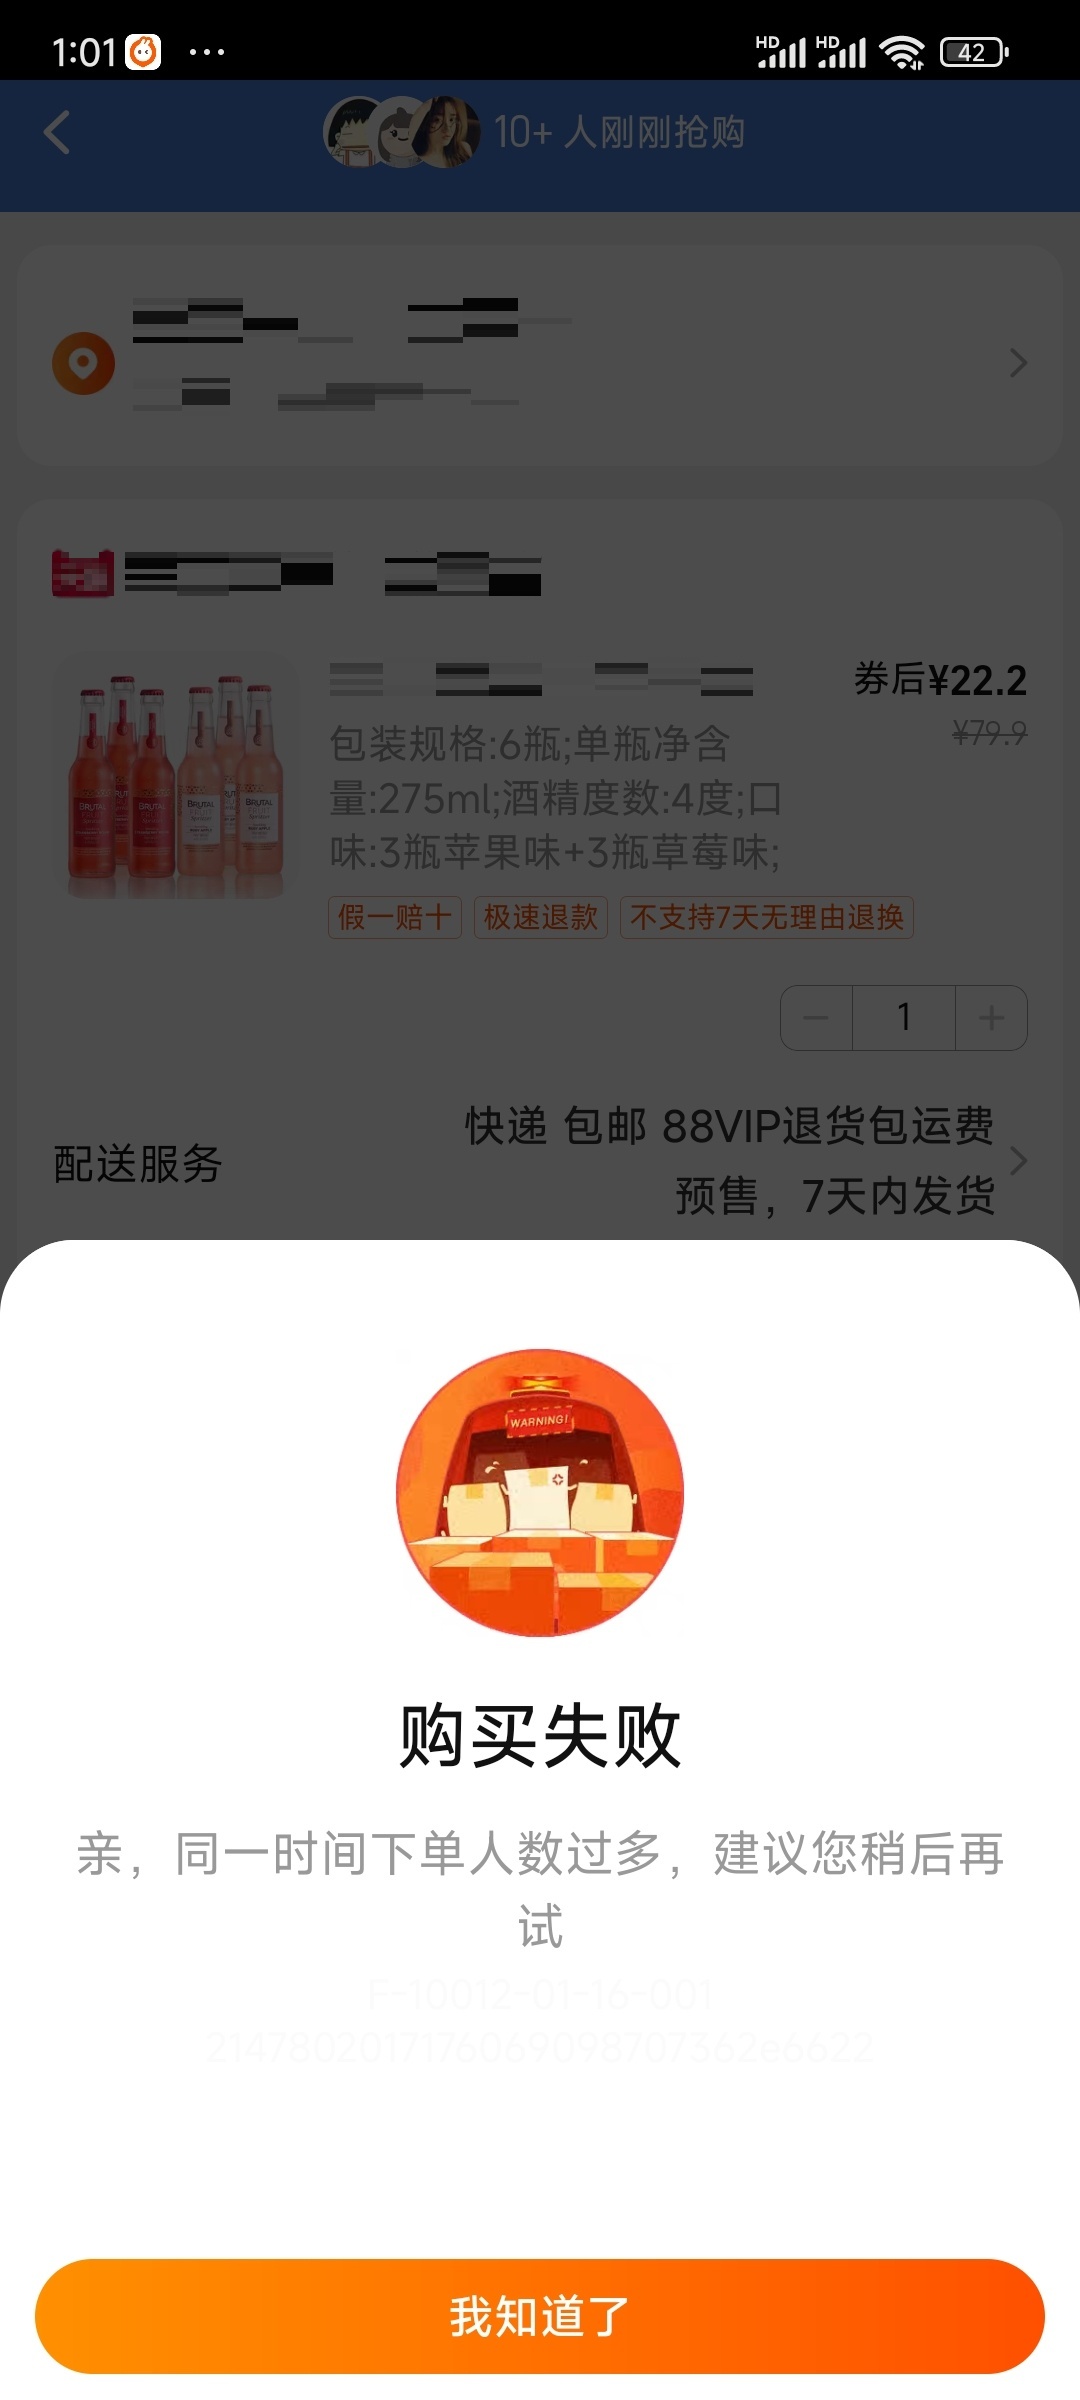 1:01
HD HD 42
10+ 人刚刚抢购
券后¥22.2
¥79.9
包装规格:6瓶;单瓶净含
量:275ml;酒精度数:4度;口
味:3瓶苹果味+3瓶草莓味;
假一赔十 极速退款 不支持7天无理由退换
1
配送服务
快递 包邮 88VIP退货包运费
预售，7天内发货
BRUTAL
BRUTAL
BRUTAL
BRUTAL
WARNING!
购买失败
亲，同一时间下单人数过多，建议您稍后再
试
F-10012-01-16-001
2147802017176069098707362e6622
我知道了